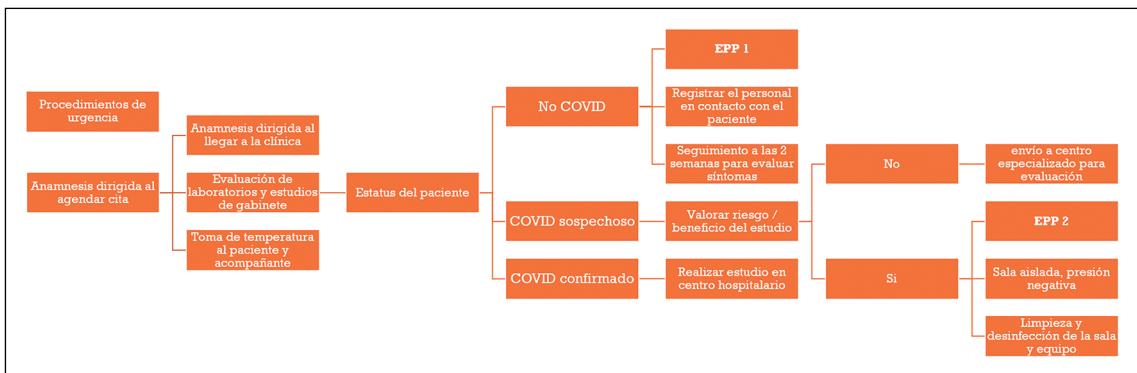 Procedimientos de
urgencia
Anamnesis dirigida al
agendar cita
Anamnesis dirigida al
llegar a la clínica
Evaluación de
laboratorios y estudios
de gabinete
Toma de temperatura
al paciente y
acompañante
Estatus del paciente
No COVID
COVID sospechoso
COVID confirmado
EPP 1
Registrar el personal
en contacto con el
paciente
Seguimiento a las 2
semanas para evaluar
síntomas
Valorar riesgo /
beneficio del estudio
Realizar estudio en
centro hospitalario
No
Si
envío a centro
especializado para
evaluación
EPP 2
Sala aislada, presión
negativa
Limpieza y
desinfección de la sala
y equipo